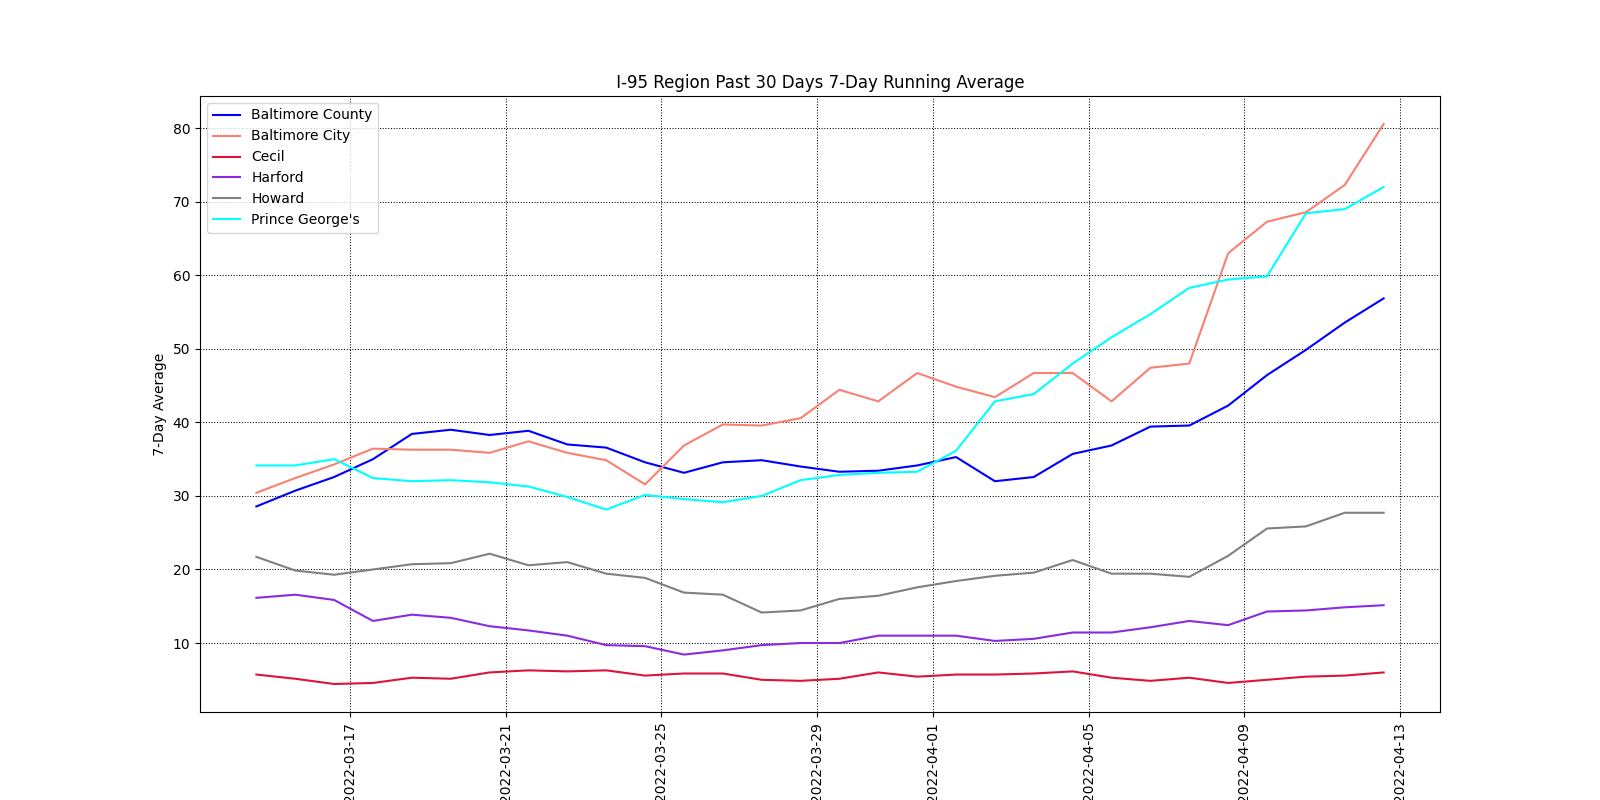 I-95 Region Past 30 Days 7-Day Running Average
Baltimore County
Baltimore City
Cecil
Harford
Howard
Prince George's
7-Day Average
80
70
60
50
40
30
20
10
2022-03-17
2022-03-21
2022-03-25
2022-03-29
2022-04-01
2022-04-05
2022-04-09
2022-04-13